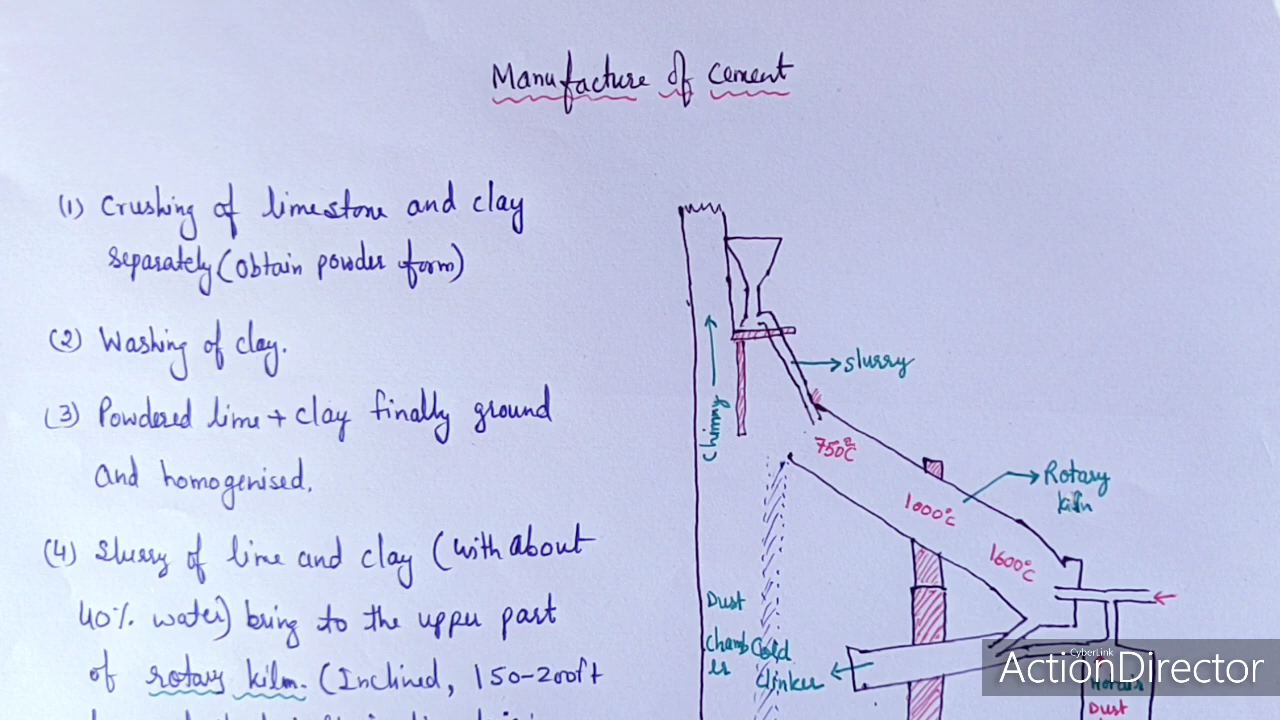 Manufacture of cement
(1) Crushing of limestone and clay
separately (obtain powder form)
(2) Washing of clay.
(3) Powdered lime + clay finally ground
and homogenised.
(4) Slurry of lime and clay (with about
40% water) bring to the upper part
of rotary kiln. (Inclined, 150-200ft
Chimny
slurry
750°C
Rotary
kiln
1000°C
1600°C
Dust
chamb
er
Cold
clinker
Dust
CyberLink
ActionDirector